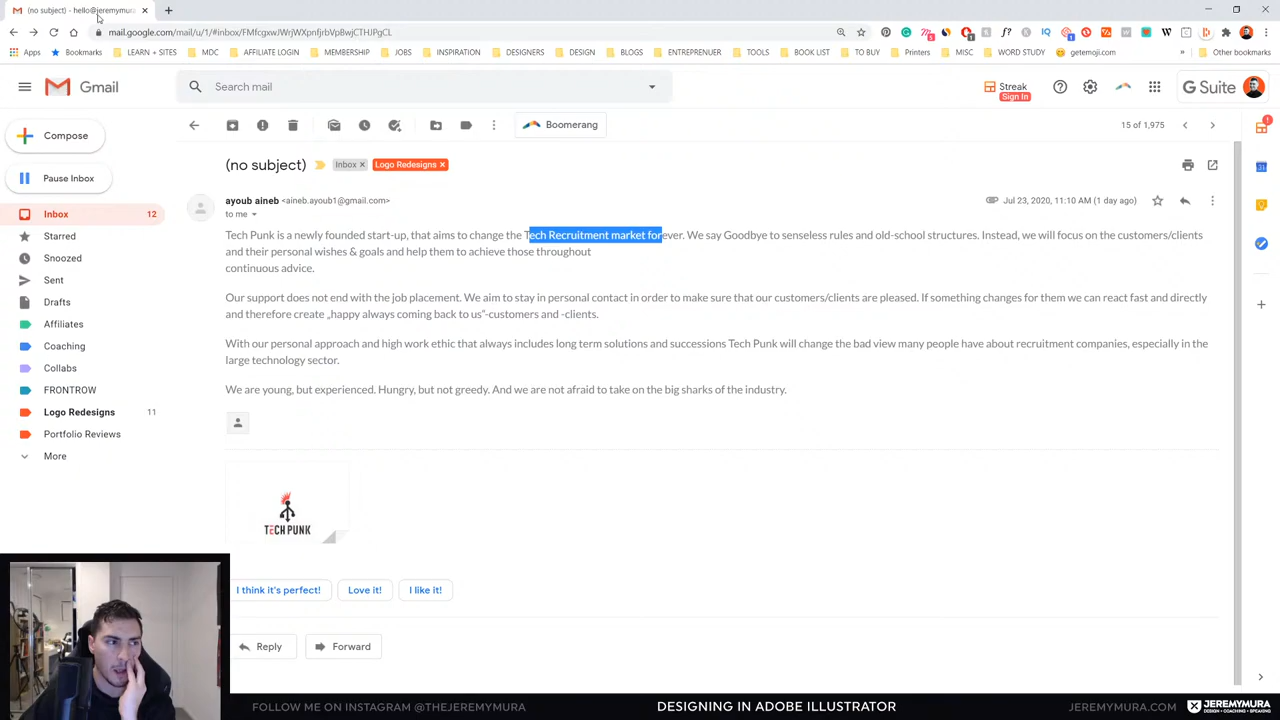 (no subject) - hello@jeremymura
mail.google.com/mail/u/1/#inbox/FMfcgxwJWrjWXpnfjrbVpBwjCTHJPgCL
Apps LEARN + SITES MDC AFFILIATE LOGIN MEMBERSHIP JOBS INSPIRATION DESIGNERS DESIGN BLOGS ENTREPRENUER TOOLS BOOK LIST TO BUY Printers MISC WORD STUDY getemoji.com » Other bookmarks
Gmail Search mail Streak G Suite
Sign In
Compose
Boomerang 15 of 1,975
(no subject) Inbox x Logo Redesigns x
Pause Inbox
ayoub aineb <aineb.ayoub1@gmail.com> Jul 23, 2020, 11:10 AM (1 day ago)
to me
Inbox 12
Starred
Snoozed
Sent
Drafts
Affiliates
Coaching
Collabs
FRONTROW
Logo Redesigns 11
Portfolio Reviews
More
Tech Punk is a newly founded start-up, that aims to change the Tech Recruitment market forever. We say Goodbye to senseless rules and old-school structures. Instead, we will focus on the customers/clients
and their personal wishes & goals and help them to achieve those throughout
continuous advice.
Our support does not end with the job placement. We aim to stay in personal contact in order to make sure that our customers/clients are pleased. If something changes for them we can react fast and directly
and therefore create „happy always coming back to us“-customers and -clients.
With our personal approach and high work ethic that always includes long term solutions and successions Tech Punk will change the bad view many people have about recruitment companies, especially in the
large technology sector.
We are young, but experienced. Hungry, but not greedy. And we are not afraid to take on the big sharks of the industry.
TECH PUNK
I think it's perfect! Love it! I like it!
Reply Forward
FOLLOW ME ON INSTAGRAM @THEJEREMYMURA DESIGNING IN ADOBE ILLUSTRATOR JEREMYMURA.COM JEREMYMURA
DESIGN • COACHING • SPEAKING